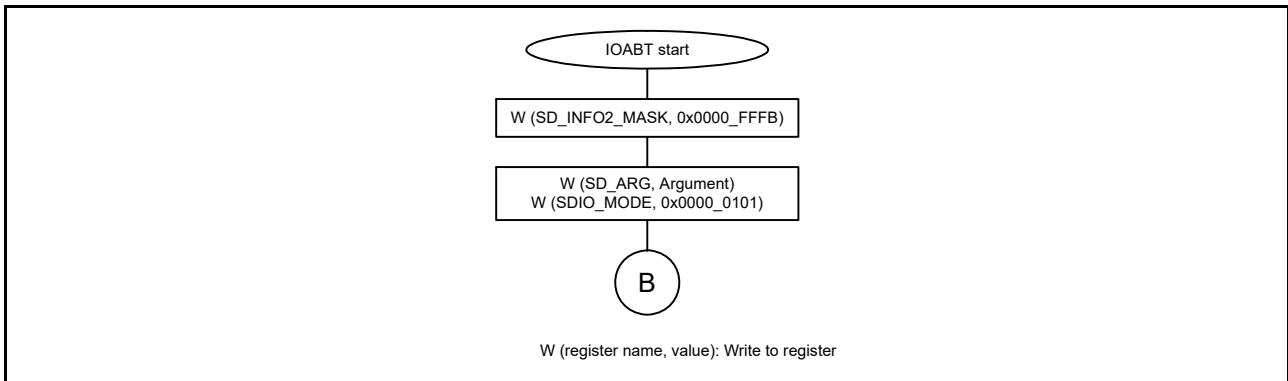 IOABT start
W (SD_INFO2_MASK, 0x0000_FFFB)
W (SD_ARG, Argument)
W (SDIO_MODE, 0x0000_0101)
B
W (register name, value): Write to register